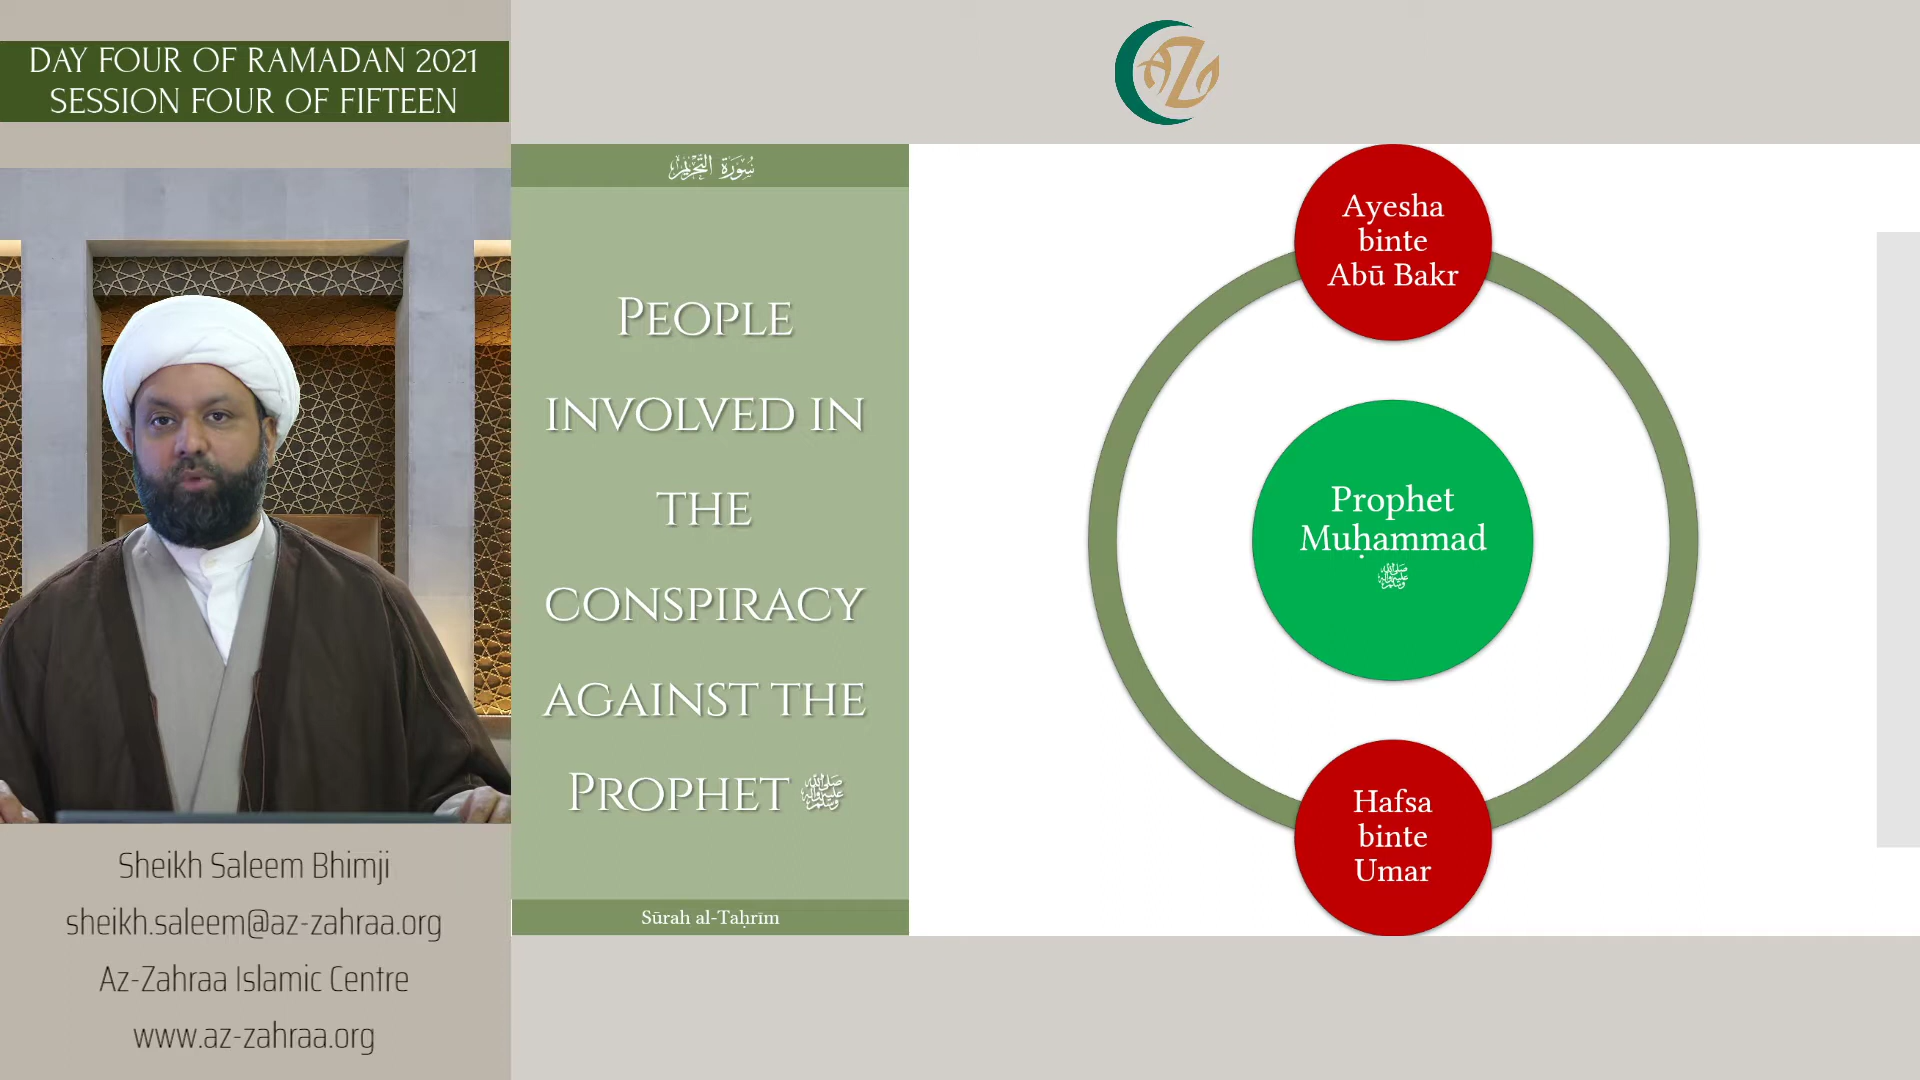 DAY FOUR OF RAMADAN 2021
SESSION FOUR OF FIFTEEN
Sheikh Saleem Bhimji
sheikh.saleem@az-zahraa.org
Az-Zahraa Islamic Centre
www.az-zahraa.org
سُورَة التَّحْرِيْم
PEOPLE
INVOLVED IN
THE
CONSPIRACY
AGAINST THE
PROPHET ﷺ
Sūrah al-Taḥrīm
AZA
Ayesha
binte
Abū Bakr
Prophet
Muḥammad
ﷺ
Hafsa
binte
Umar